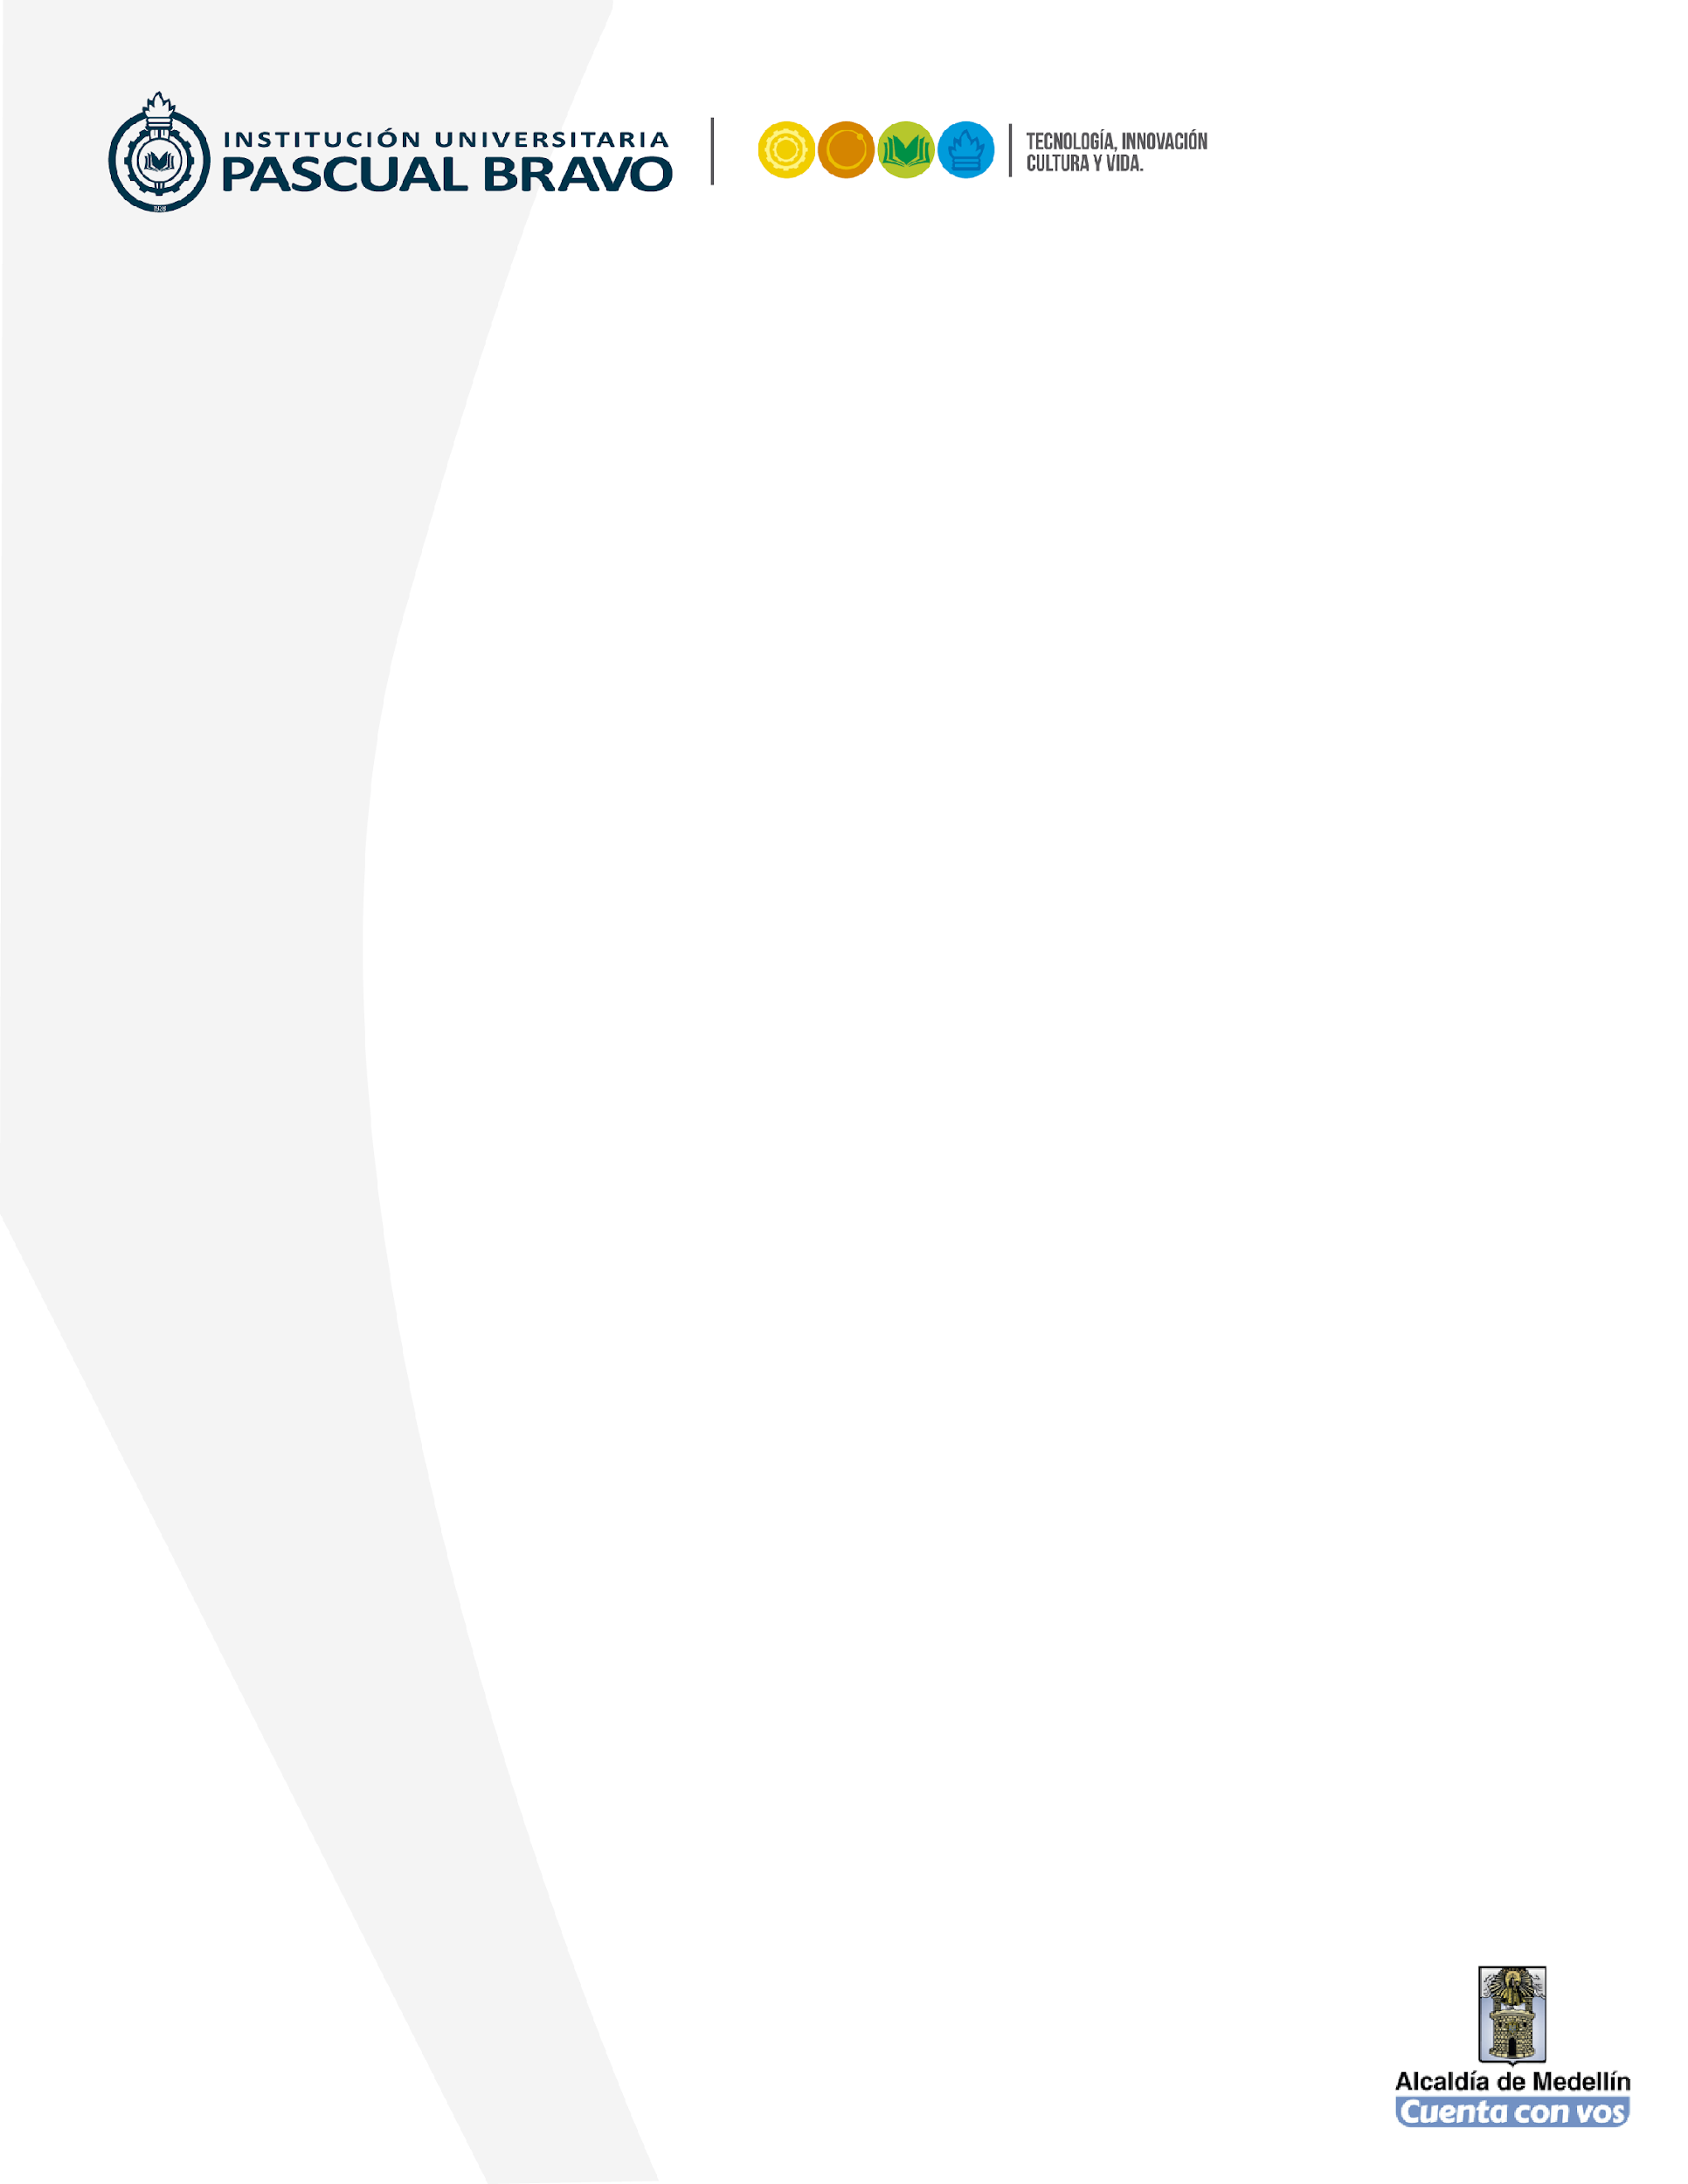 INSTITUCIÓN UNIVERSITARIA
PASCUAL BRAVO
TECNOLOGÍA, INNOVACIÓN
CULTURA Y VIDA.
Alcaldía de Medellín
Cuenta con vos